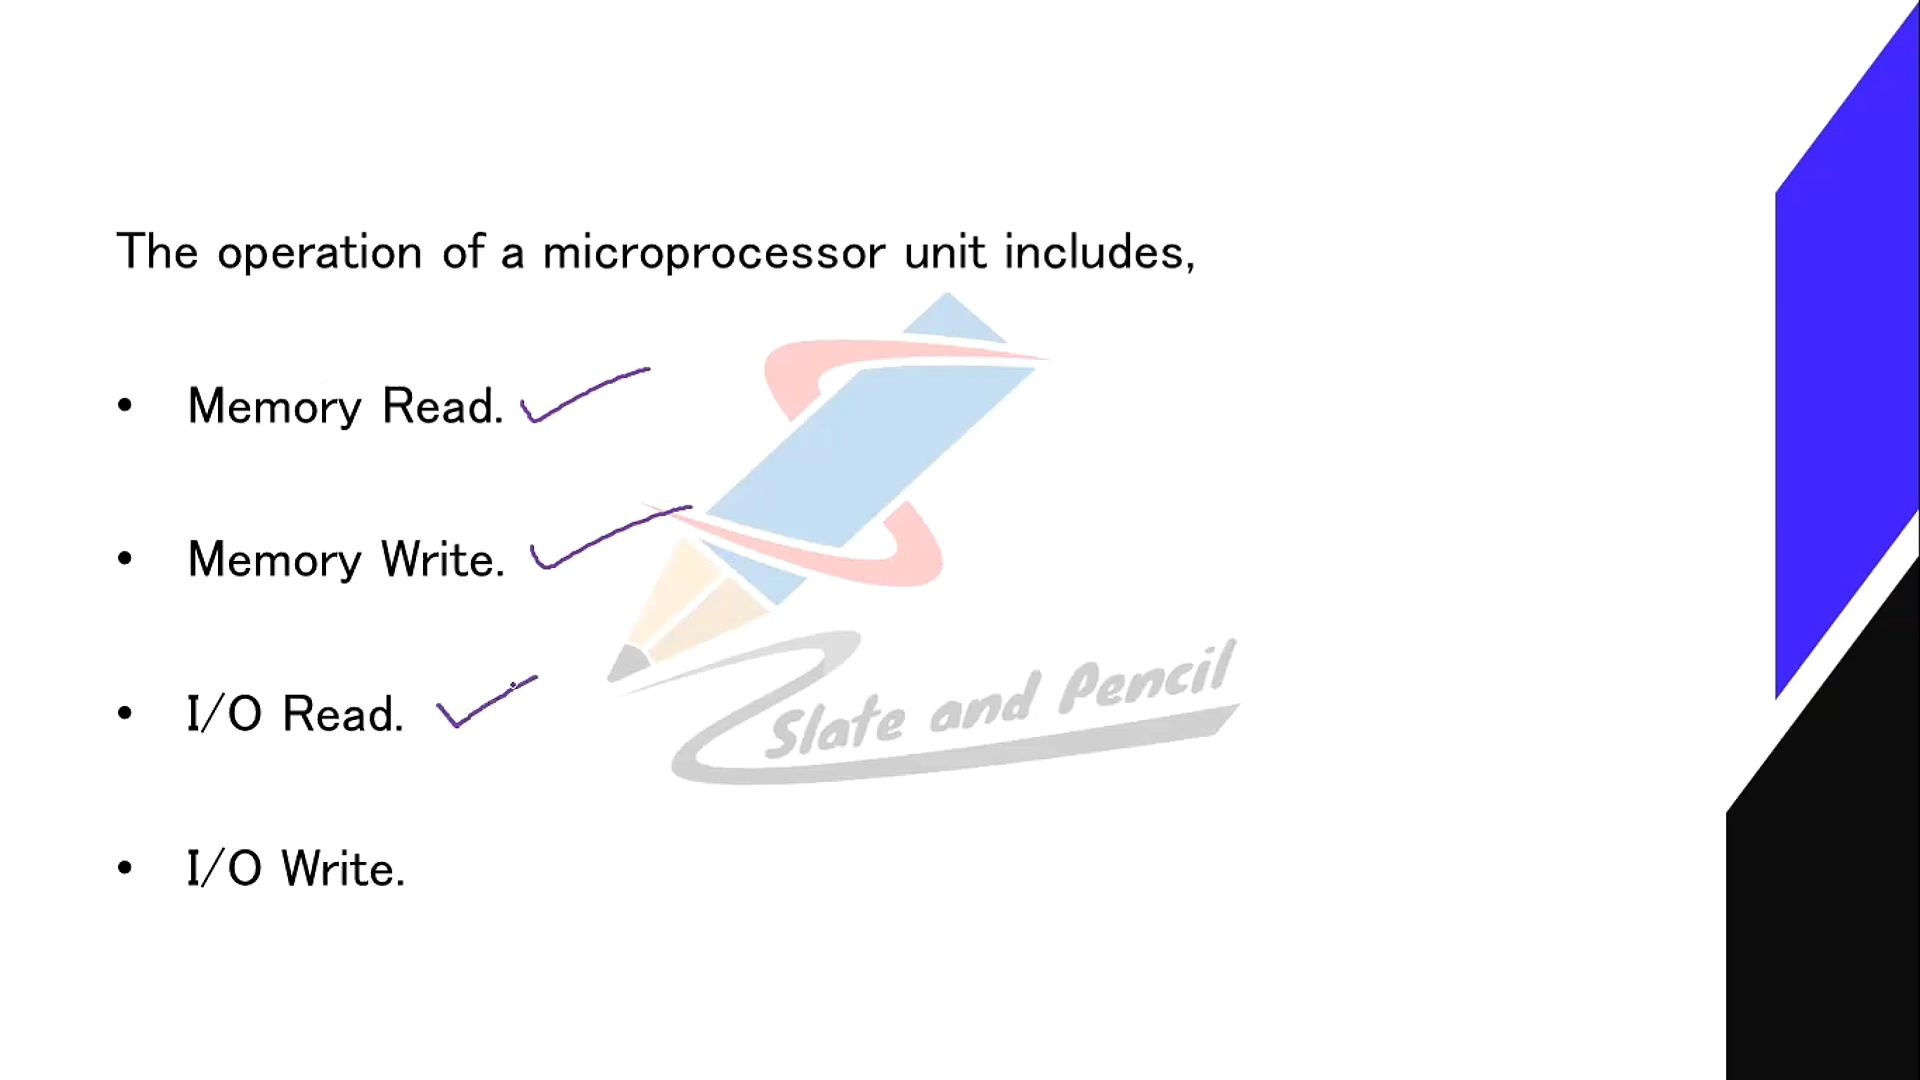 The operation of a microprocessor unit includes,
• Memory Read.
• Memory Write.
• I/O Read.
• I/O Write.
Slate and Pencil